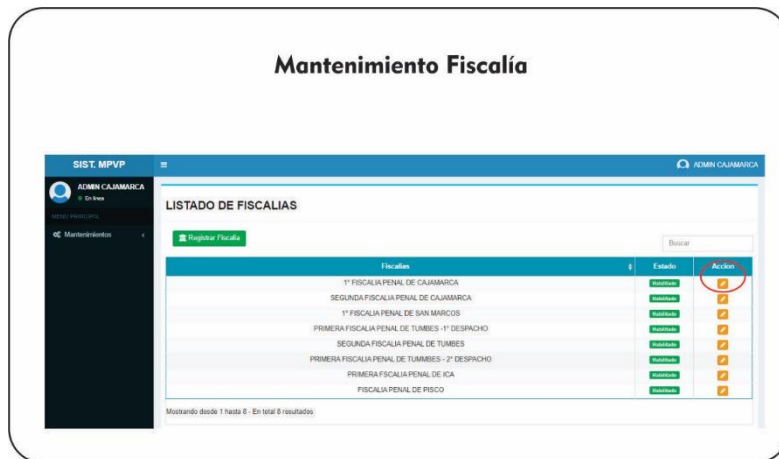 Mantenimiento Fiscalía
SIST. MPVP
ADMIN CAJAMARCA
ADMIN CAJAMARCA
En línea
MENÚ PRINCIPAL
Mantenimientos
LISTADO DE FISCALIAS
Registrar Fiscalía
Buscar
Fiscalías Estado Accion
1° FISCALIA PENAL DE CAJAMARCA Habilitado
SEGUNDA FISCALIA PENAL DE CAJAMARCA Habilitado
1° FISCALIA PENAL DE SAN MARCOS Habilitado
PRIMERA FISCALIA PENAL DE TUMBES -1° DESPACHO Habilitado
SEGUNDA FISCALIA PENAL DE TUMBES Habilitado
PRIMERA FISCALIA PENAL DE TUMMBES - 2° DESPACHO Habilitado
PRIMERA FSCALIA PENAL DE ICA Habilitado
FISCALIA PENAL DE PISCO Habilitado
Mostrando desde 1 hasta 8 - En total 8 resultados